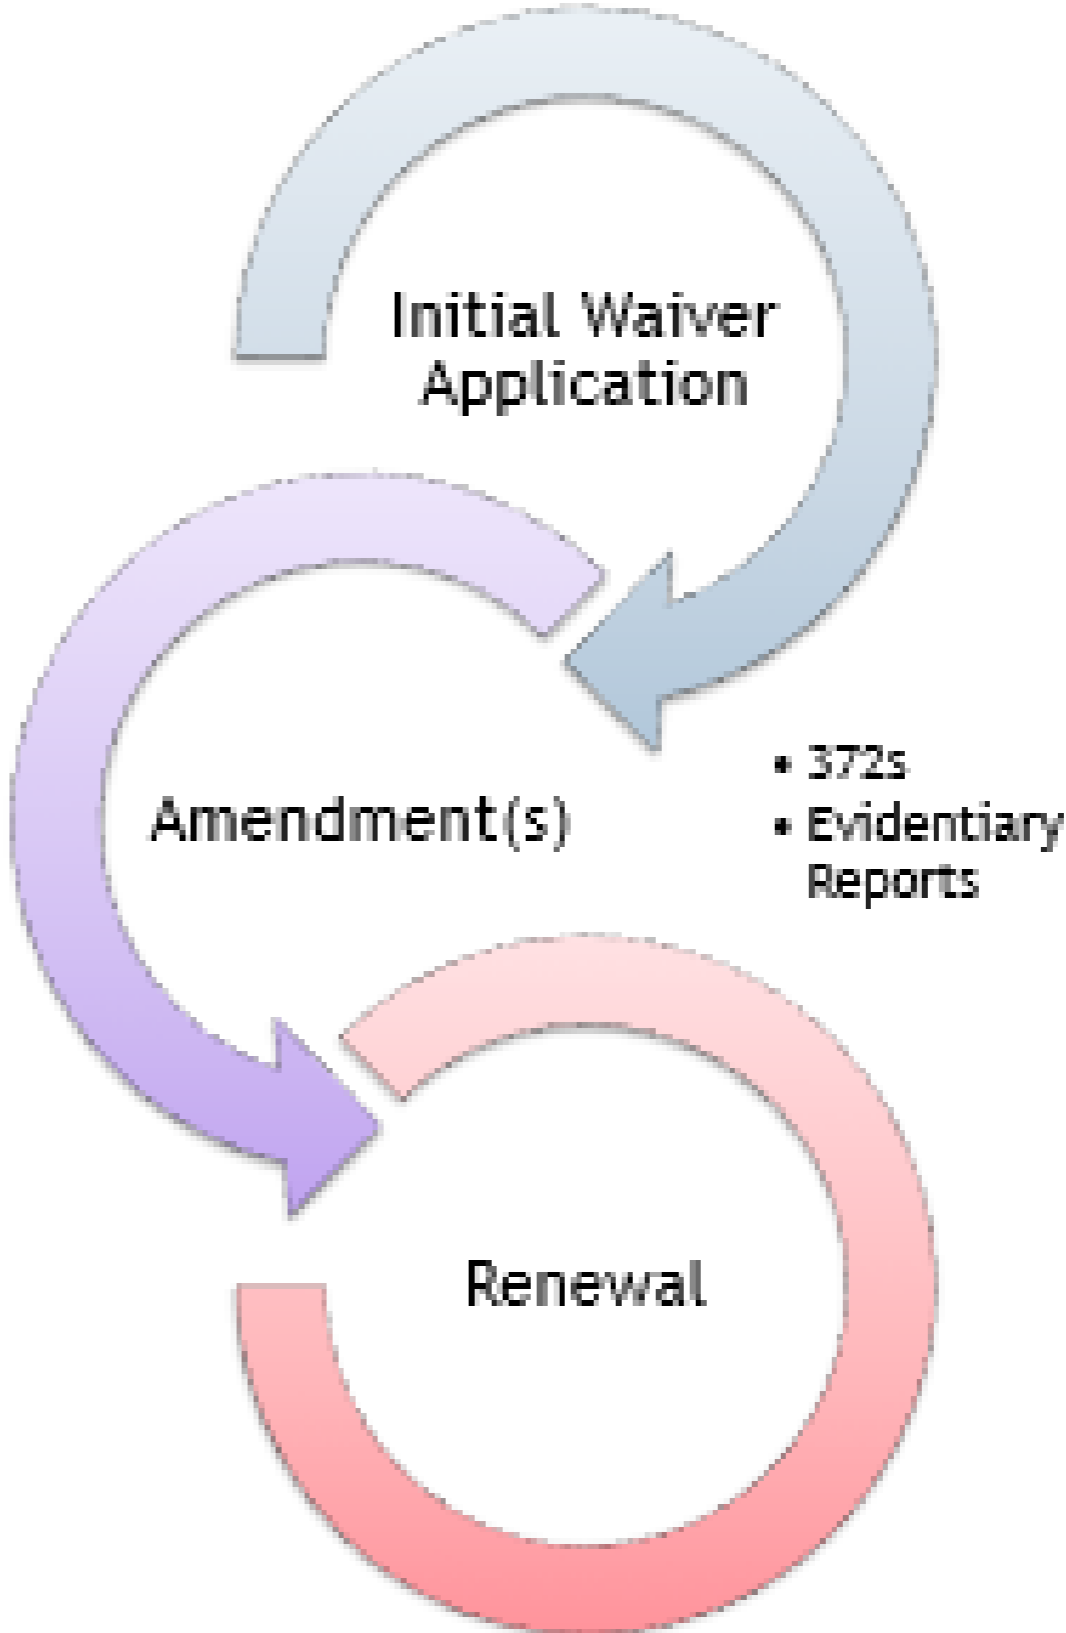 Initial Waiver
Application
Amendment(s)
• 372s
• Evidentiary
Reports
Renewal